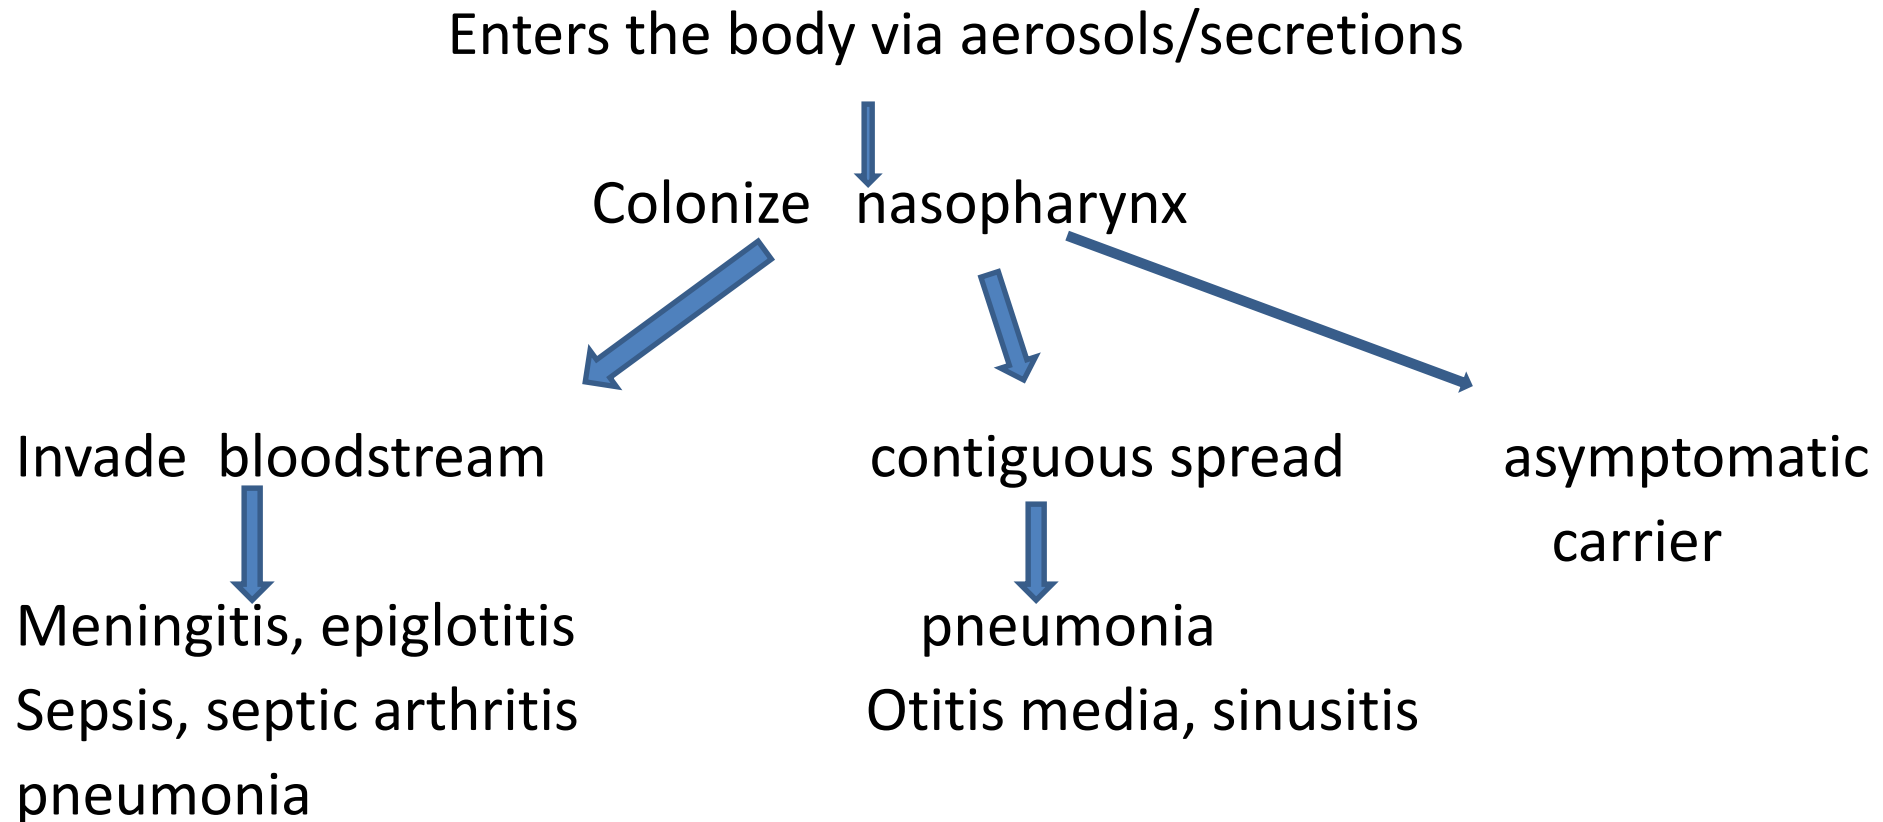 Enters the body via aerosols/secretions
Colonize nasopharynx
Invade bloodstream contiguous spread asymptomatic
carrier
Meningitis, epiglotitis pneumonia
Sepsis, septic arthritis Otitis media, sinusitis
pneumonia